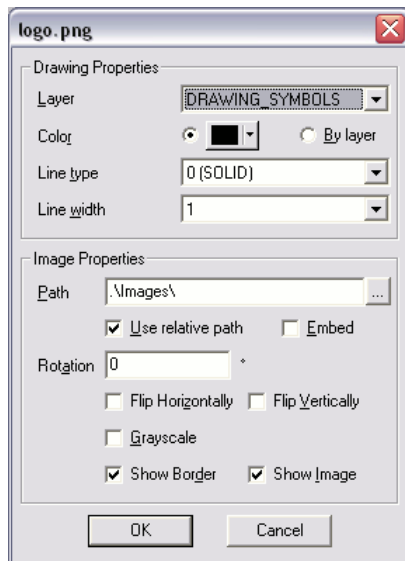 logo.png
Drawing Properties
Layer DRAWING_SYMBOLS
Color By layer
Line type 0 (SOLID)
Line width 1
Image Properties
Path .\Images\ ...
Use relative path Embed
Rotation 0 °
Flip Horizontally Flip Vertically
Grayscale
Show Border Show Image
OK Cancel